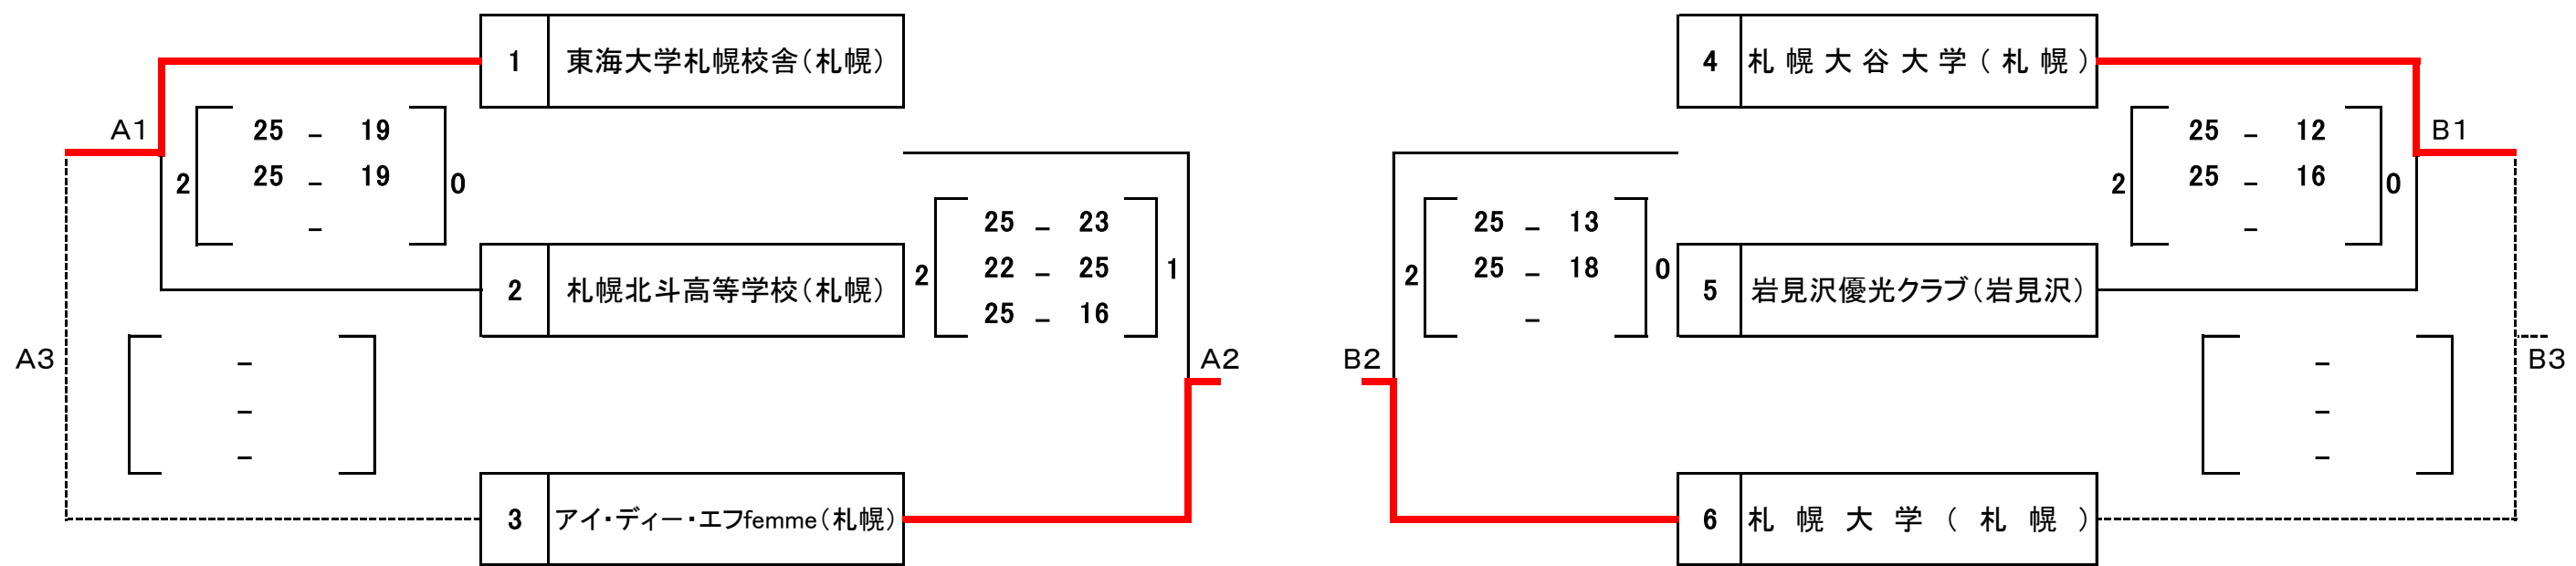 1 東海大学札幌校舎(札幌)
4 札幌大谷大学(札幌)
A1
25 - 19
25 - 19
-
2 0
B1
25 - 12
25 - 16
-
2 0
25 - 23
22 - 25
25 - 16
2 1
25 - 13
25 - 18
-
2 0
2 札幌北斗高等学校(札幌)
5 岩見沢優光クラブ(岩見沢)
A3
-
-
-
A2
B2
B3
-
-
-
3 アイ・ディー・エフfemme(札幌)
6 札幌大学(札幌)